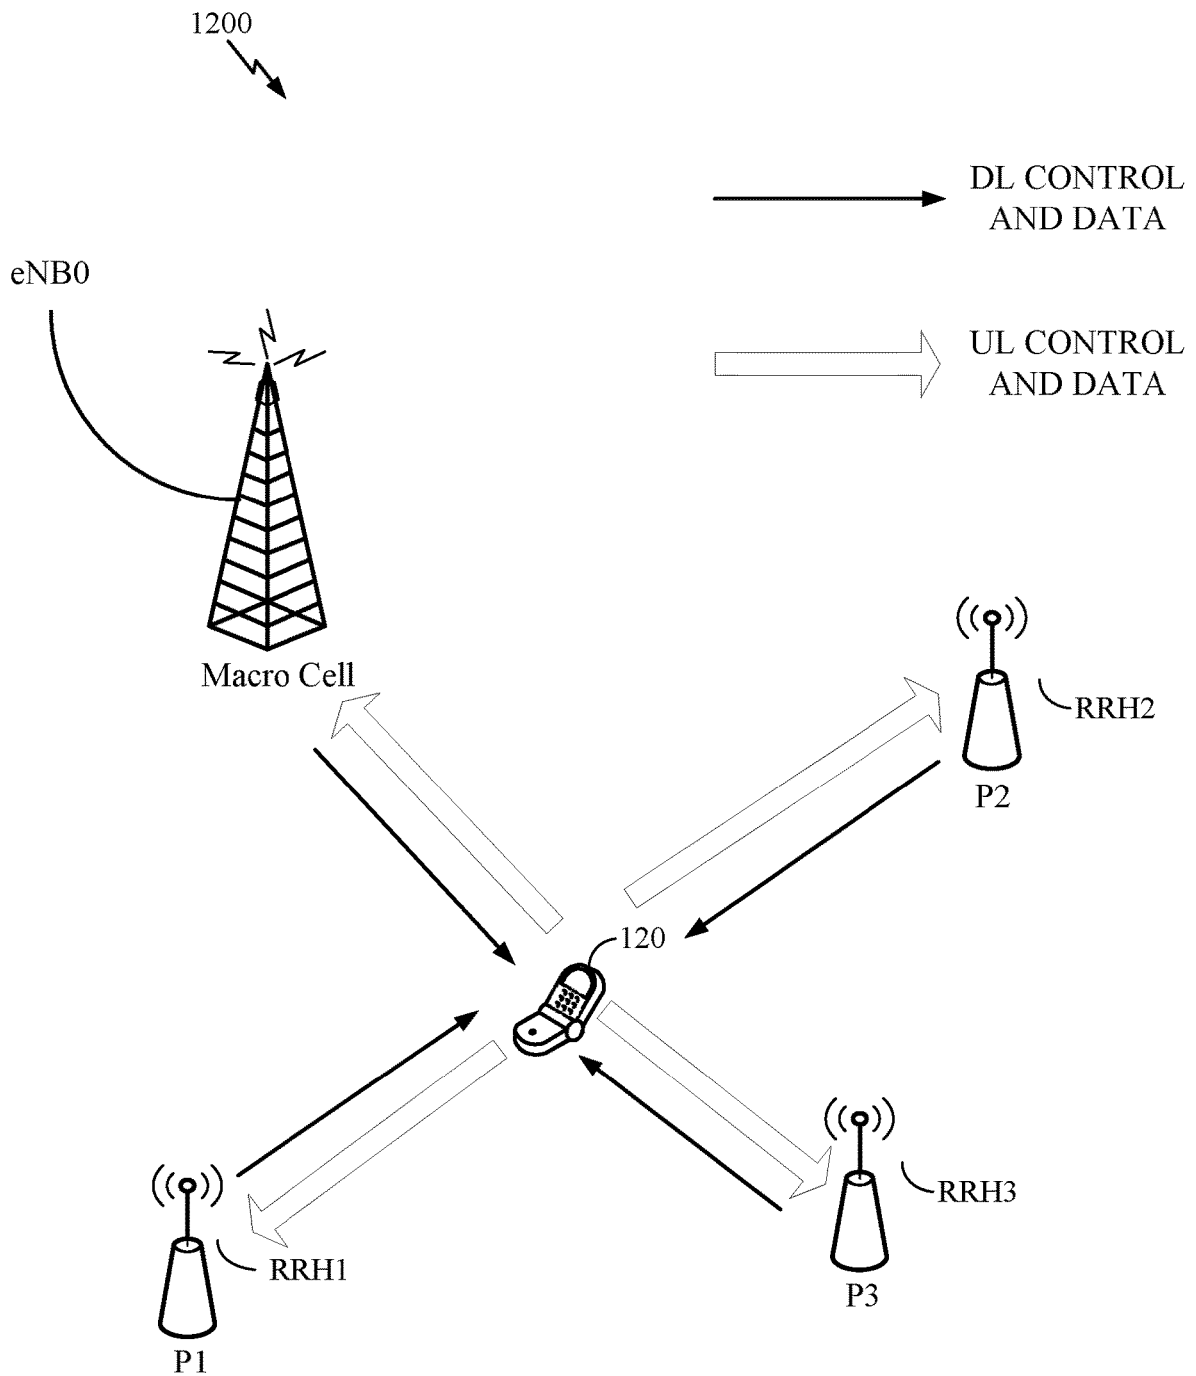 1200
DL CONTROL
AND DATA
eNB0
UL CONTROL
AND DATA
Macro Cell
RRH2
P2
120
RRH3
RRH1
P3
P1